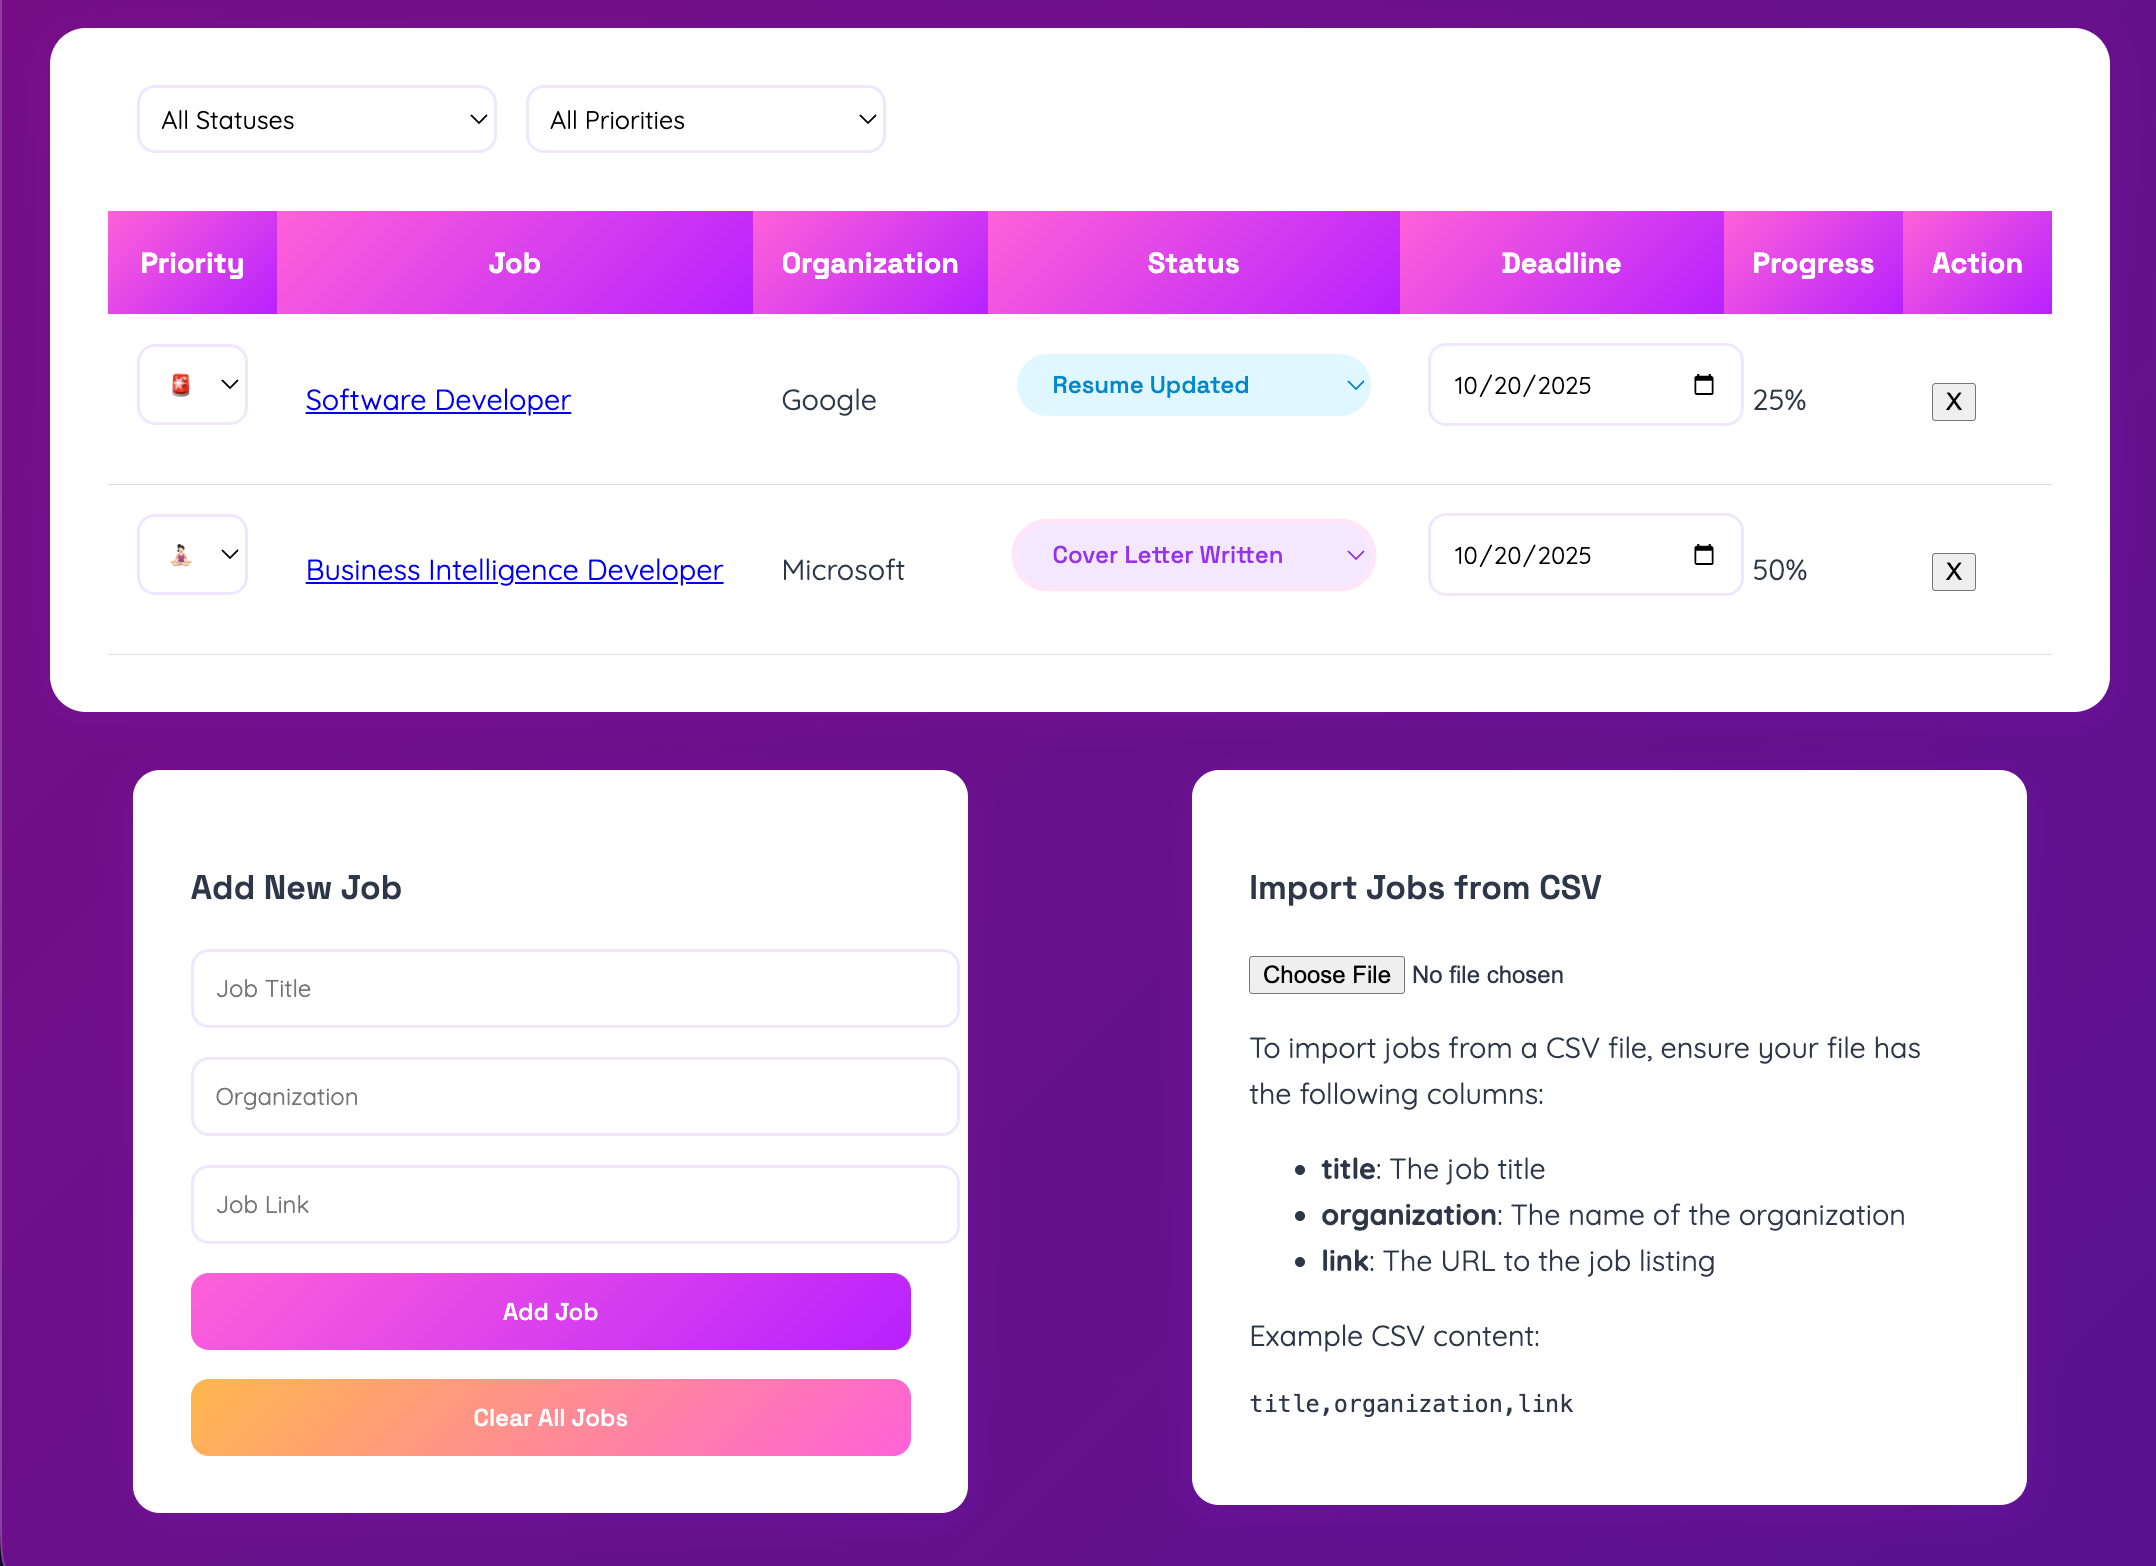 All Statuses All Priorities
Priority Job Organization Status Deadline Progress Action
Software Developer Google Resume Updated 10/20/2025 25% X
Business Intelligence Developer Microsoft Cover Letter Written 10/20/2025 50% X
Add New Job
Job Title
Organization
Job Link
Add Job
Clear All Jobs
Import Jobs from CSV
Choose File No file chosen
To import jobs from a CSV file, ensure your file has
the following columns:
• title: The job title
• organization: The name of the organization
• link: The URL to the job listing
Example CSV content:
title,organization,link